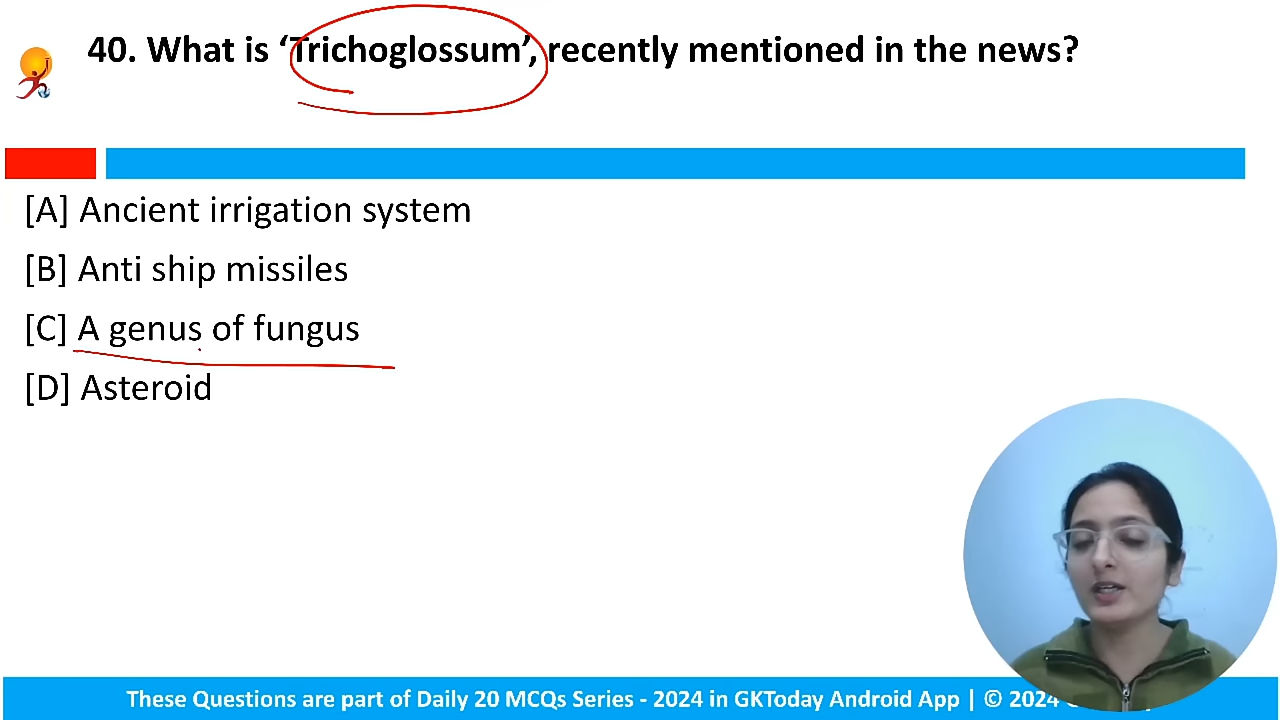 40. What is ‘Trichoglossum’, recently mentioned in the news?
[A] Ancient irrigation system
[B] Anti ship missiles
[C] A genus of fungus
[D] Asteroid
These Questions are part of Daily 20 MCQs Series - 2024 in GKToday Android App | © 2024